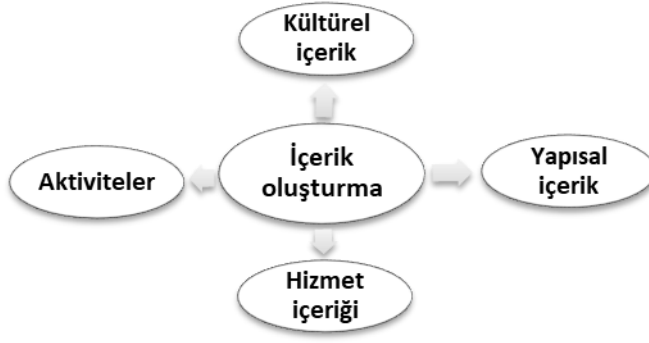 Kültürel
içerik
İçerik
oluşturma
Aktiviteler
Yapısal
içerik
Hizmet
içeriği